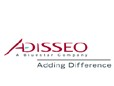 ADISSEO
A Bluestar Company
Adding Difference